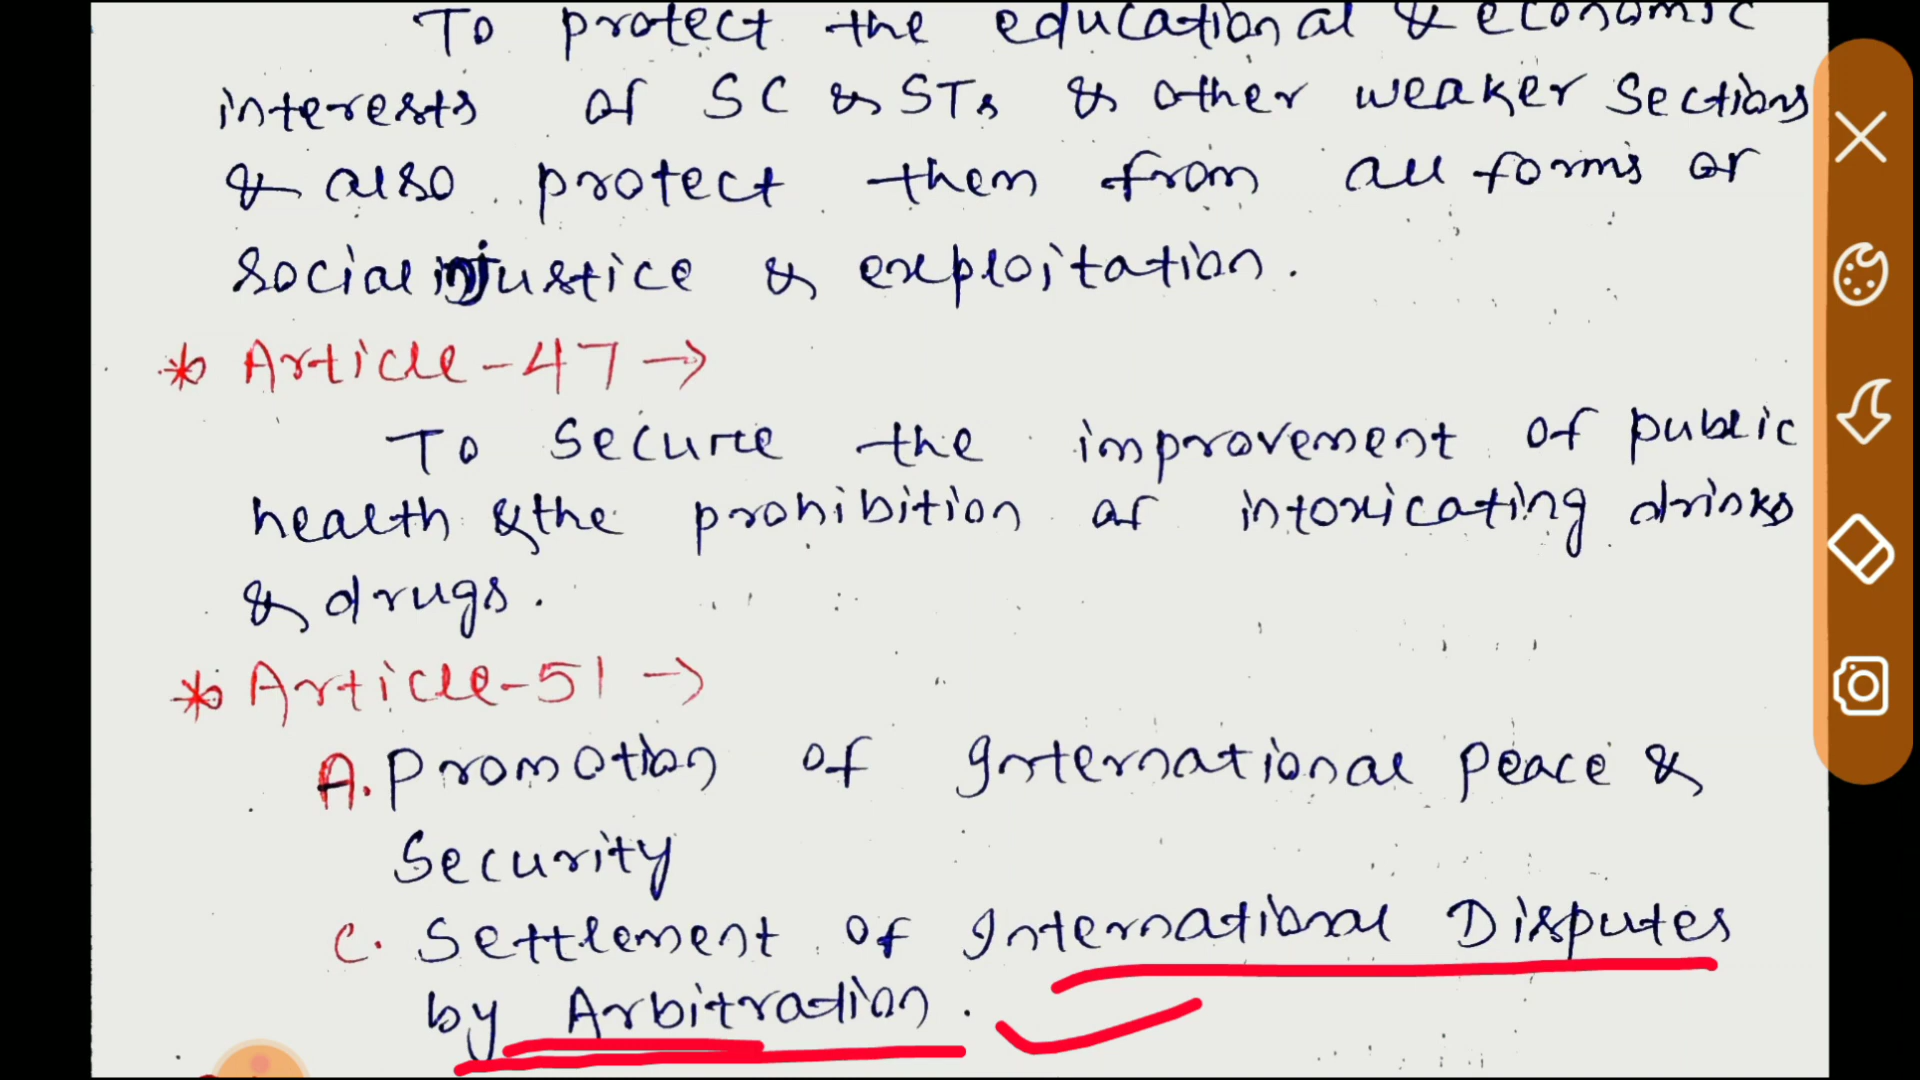 To protect the educational & economic
interests of SC & STs & other weaker Sections
& also protect them from all forms of
social injustice & exploitation.
* Article-47 →
To secure the improvement of public
health & the prohibition of intoxicating drinks
& drugs.
* Article-51 →
A. Promotion of International Peace &
Security
C. Settlement of International Disputes
by Arbitration.